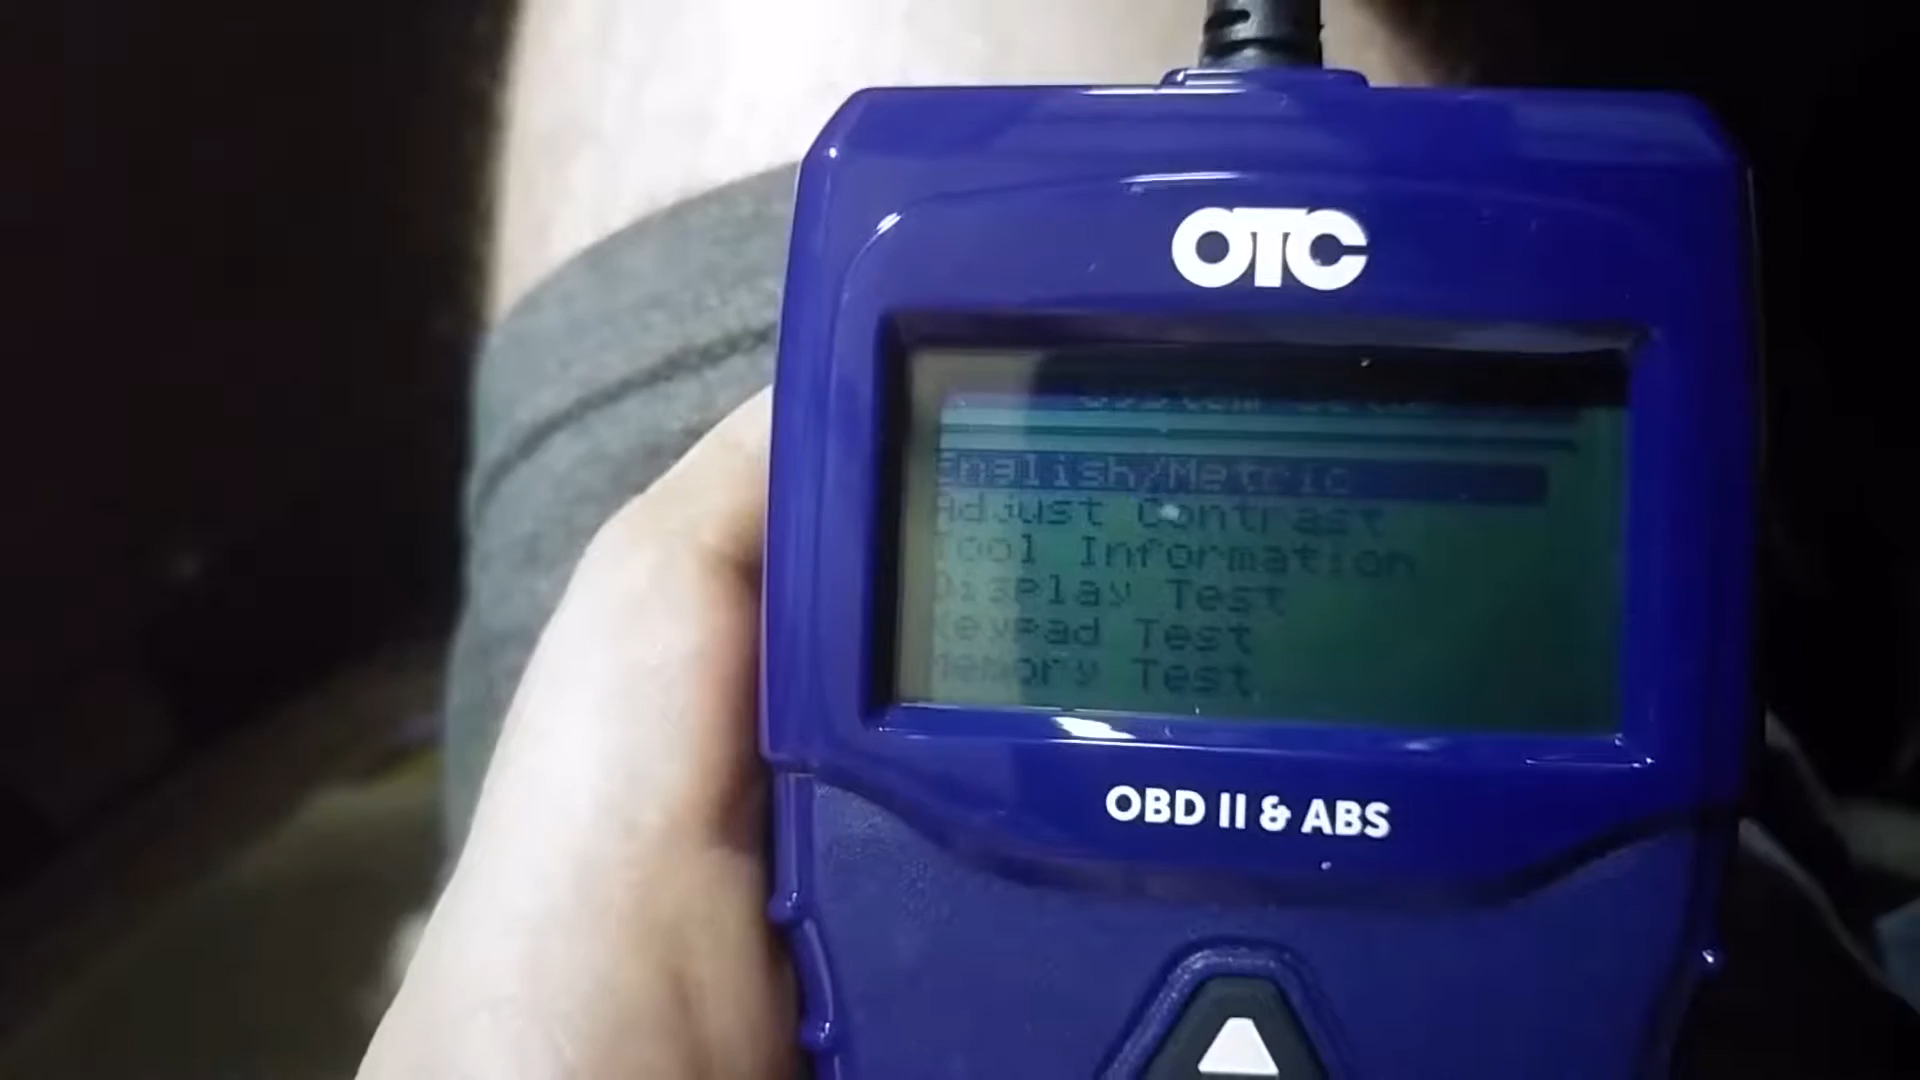 OTC
English/Metric
Adjust Contrast
Tool Information
Display Test
Keypad Test
Memory Test
OBD II & ABS